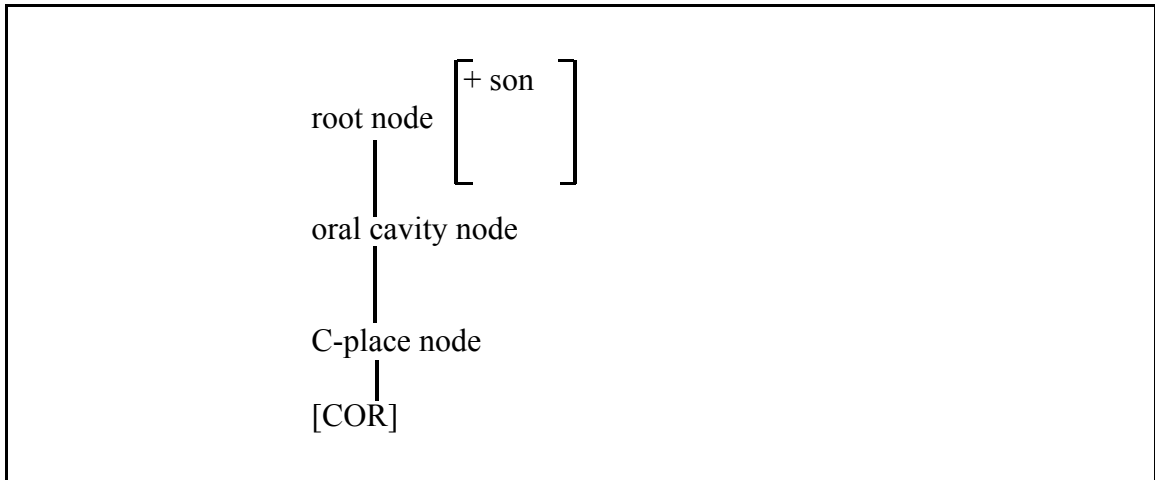 + son
root node
oral cavity node
C-place node
[COR]